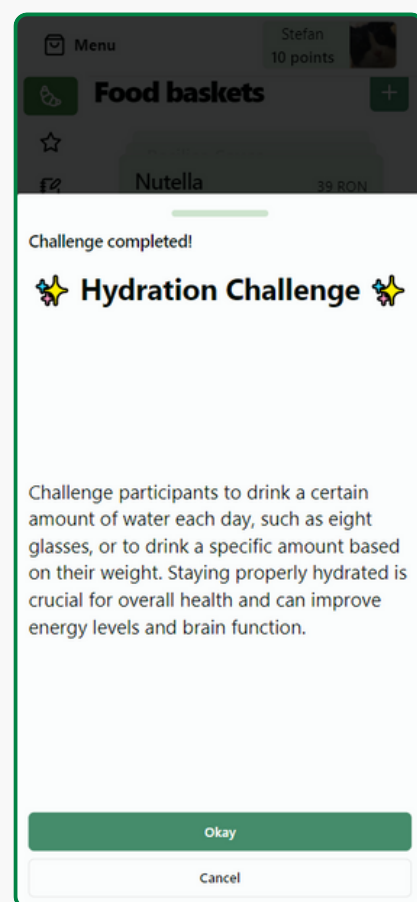 Menu
Stefan
10 points
Food baskets
Nutella
39 RON
Challenge completed!
Hydration Challenge
Challenge participants to drink a certain
amount of water each day, such as eight
glasses, or to drink a specific amount based
on their weight. Staying properly hydrated is
crucial for overall health and can improve
energy levels and brain function.
Okay
Cancel